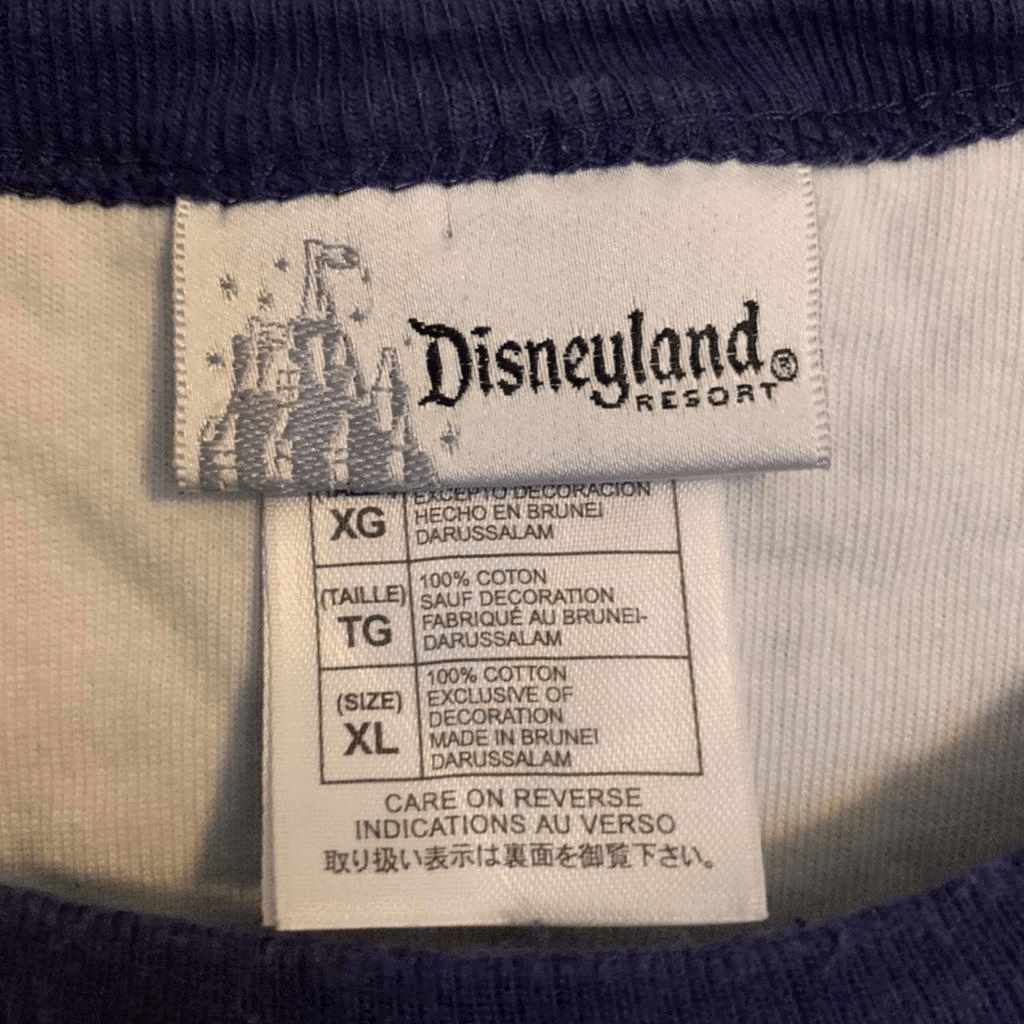 Disneyland®
RESORT
XG
EXCEPTO DECORACION
HECHO EN BRUNEI
DARUSSALAM
(TAILLE)
TG
100% COTON
SAUF DECORATION
FABRIQUÉ AU BRUNEI-
DARUSSALAM
(SIZE)
XL
100% COTTON
EXCLUSIVE OF
DECORATION
MADE IN BRUNEI
DARUSSALAM
CARE ON REVERSE
INDICATIONS AU VERSO
取り扱い表示は裏面を御覧下さい。